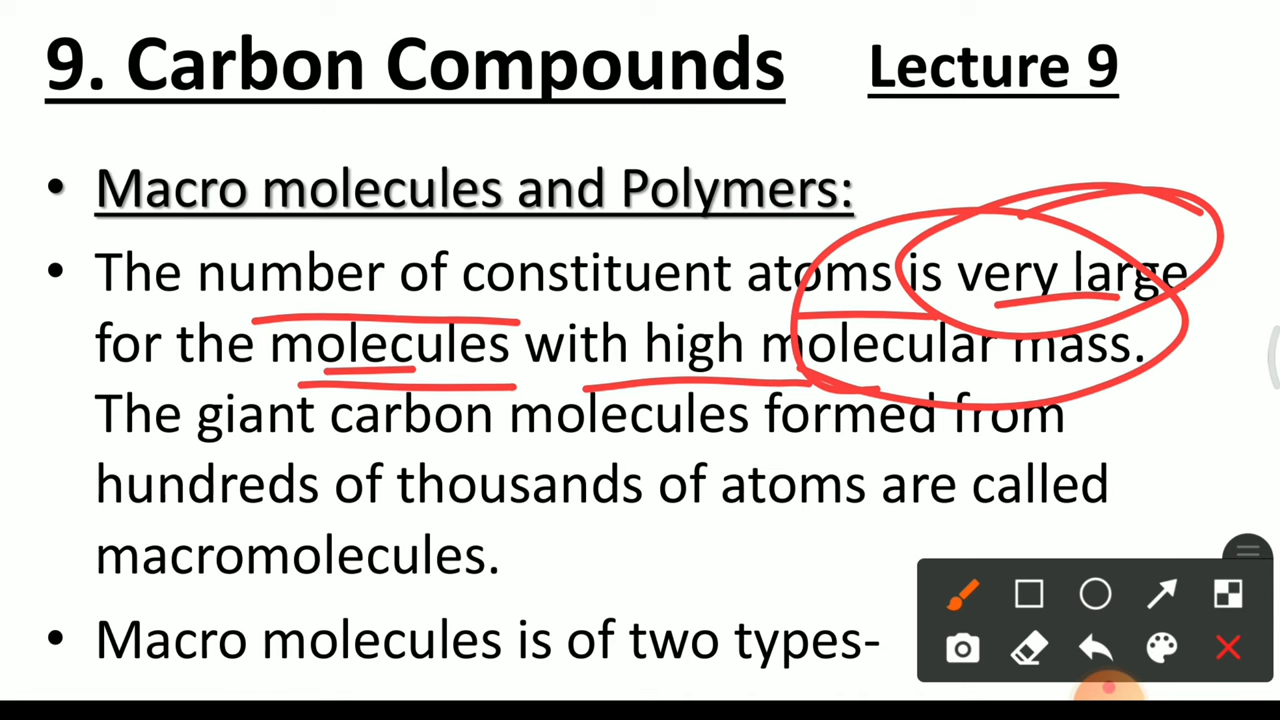 9. Carbon Compounds Lecture 9
• Macro molecules and Polymers:
• The number of constituent atoms is very large
for the molecules with high molecular mass.
The giant carbon molecules formed from
hundreds of thousands of atoms are called
macromolecules.
• Macro molecules is of two types-